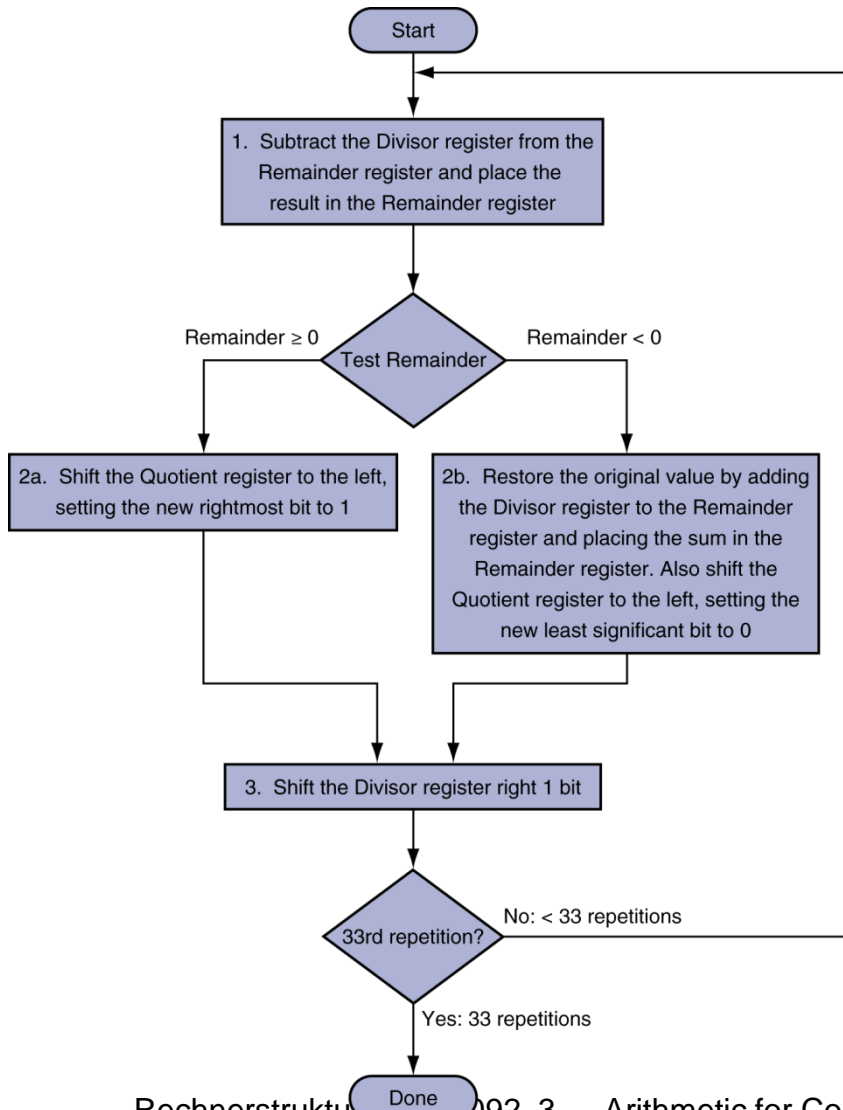 Start
1. Subtract the Divisor register from the
Remainder register and place the
result in the Remainder register
Remainder ≥ 0
Remainder < 0
Test Remainder
2a. Shift the Quotient register to the left,
setting the new rightmost bit to 1
2b. Restore the original value by adding
the Divisor register to the Remainder
register and placing the sum in the
Remainder register. Also shift the
Quotient register to the left, setting the
new least significant bit to 0
3. Shift the Divisor register right 1 bit
33rd repetition?
No: < 33 repetitions
Yes: 33 repetitions
Done
3 Arithmetic for